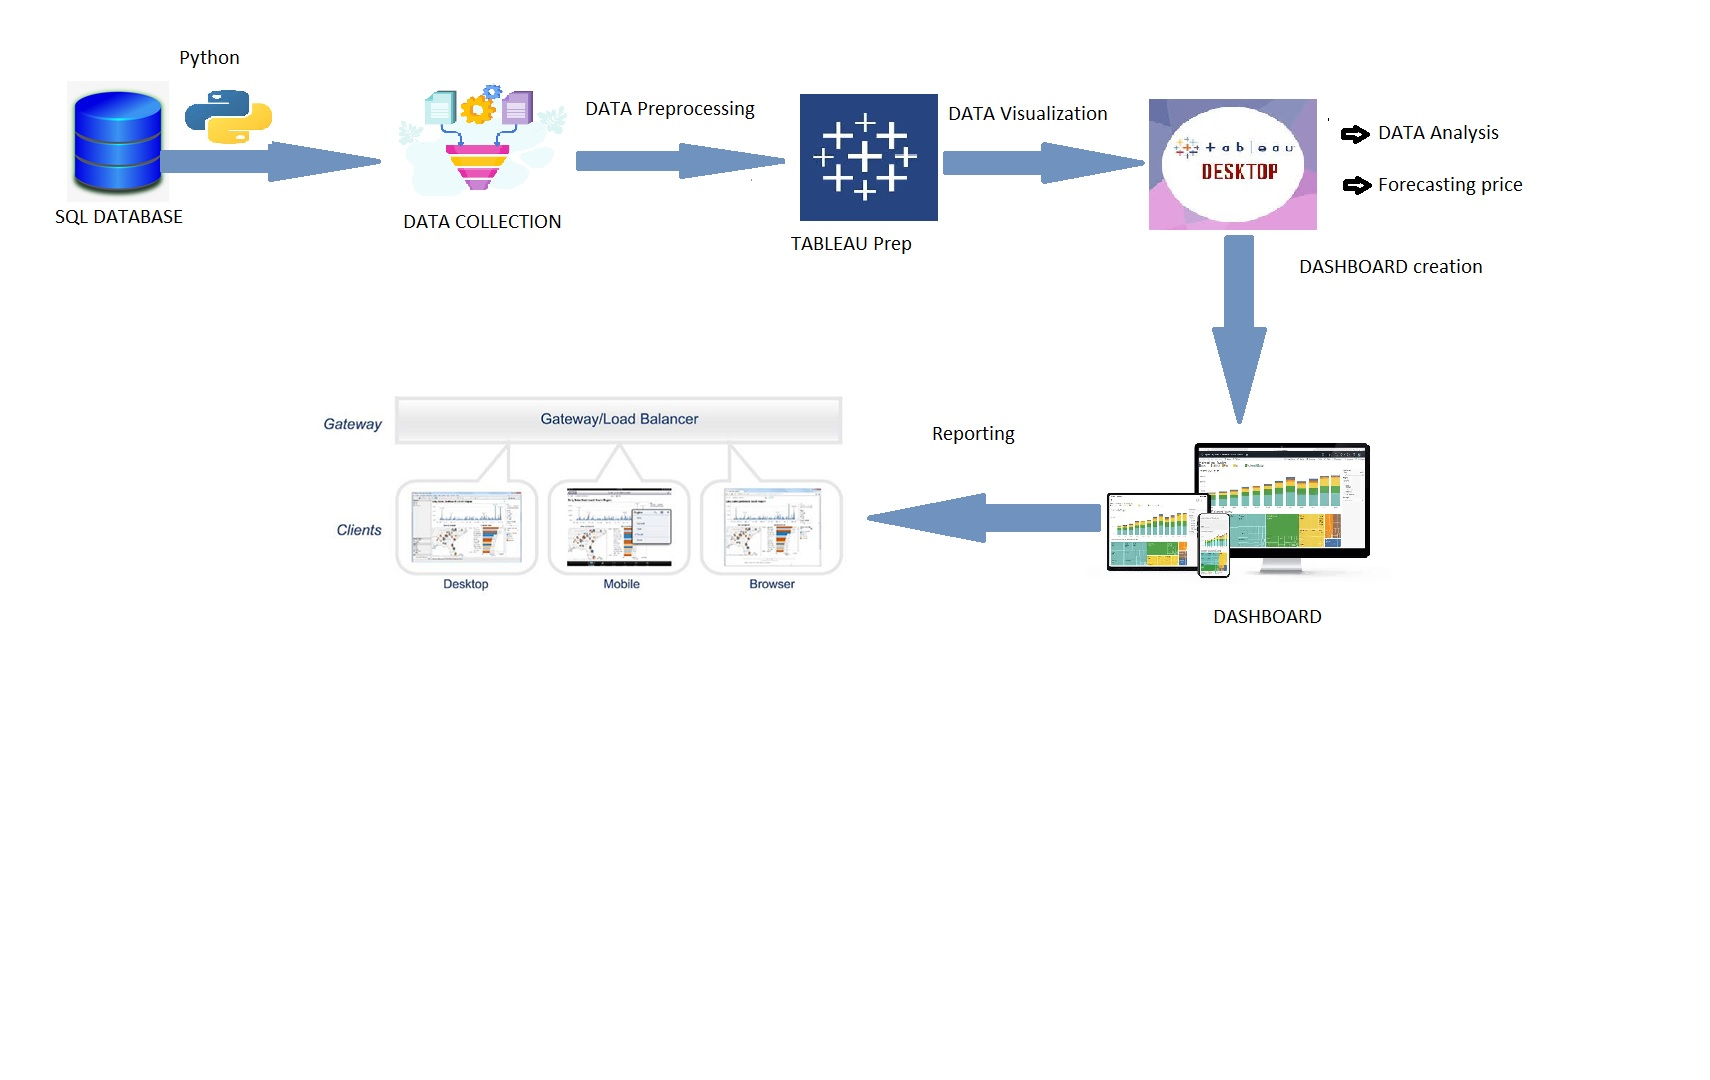 Python
SQL DATABASE
DATA COLLECTION
DATA Preprocessing
TABLEAU Prep
DATA Visualization
tableau
DESKTOP
DATA Analysis
Forecasting price
DASHBOARD creation
DASHBOARD
Reporting
Gateway
Gateway/Load Balancer
Clients
Desktop
Mobile
Browser